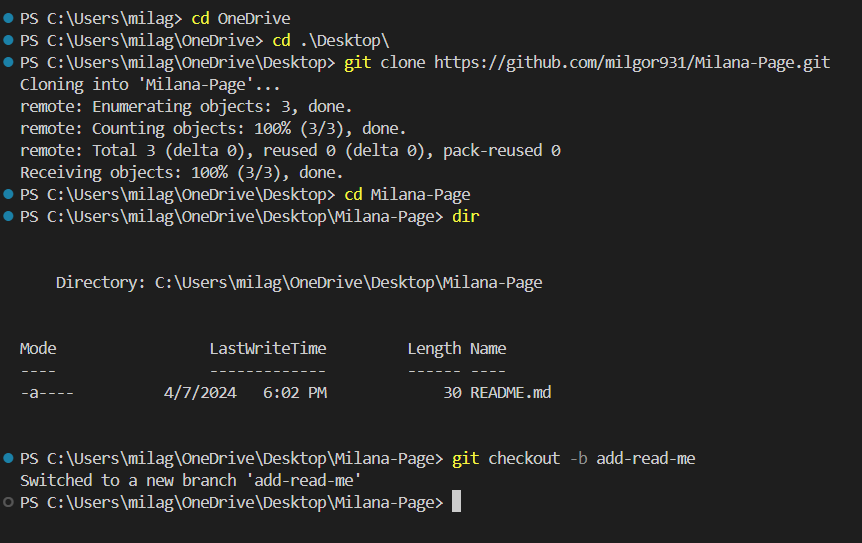 PS C:\Users\milag> cd OneDrive
PS C:\Users\milag\OneDrive> cd .\Desktop\
PS C:\Users\milag\OneDrive\Desktop> git clone https://github.com/milgor931/Milana-Page.git
Cloning into 'Milana-Page'...
remote: Enumerating objects: 3, done.
remote: Counting objects: 100% (3/3), done.
remote: Total 3 (delta 0), reused 0 (delta 0), pack-reused 0
Receiving objects: 100% (3/3), done.
PS C:\Users\milag\OneDrive\Desktop> cd Milana-Page
PS C:\Users\milag\OneDrive\Desktop\Milana-Page> dir
Directory: C:\Users\milag\OneDrive\Desktop\Milana-Page
Mode LastWriteTime Length Name
---- ------------- ------ ----
-a---- 4/7/2024 6:02 PM 30 README.md
PS C:\Users\milag\OneDrive\Desktop\Milana-Page> git checkout -b add-read-me
Switched to a new branch 'add-read-me'
PS C:\Users\milag\OneDrive\Desktop\Milana-Page>